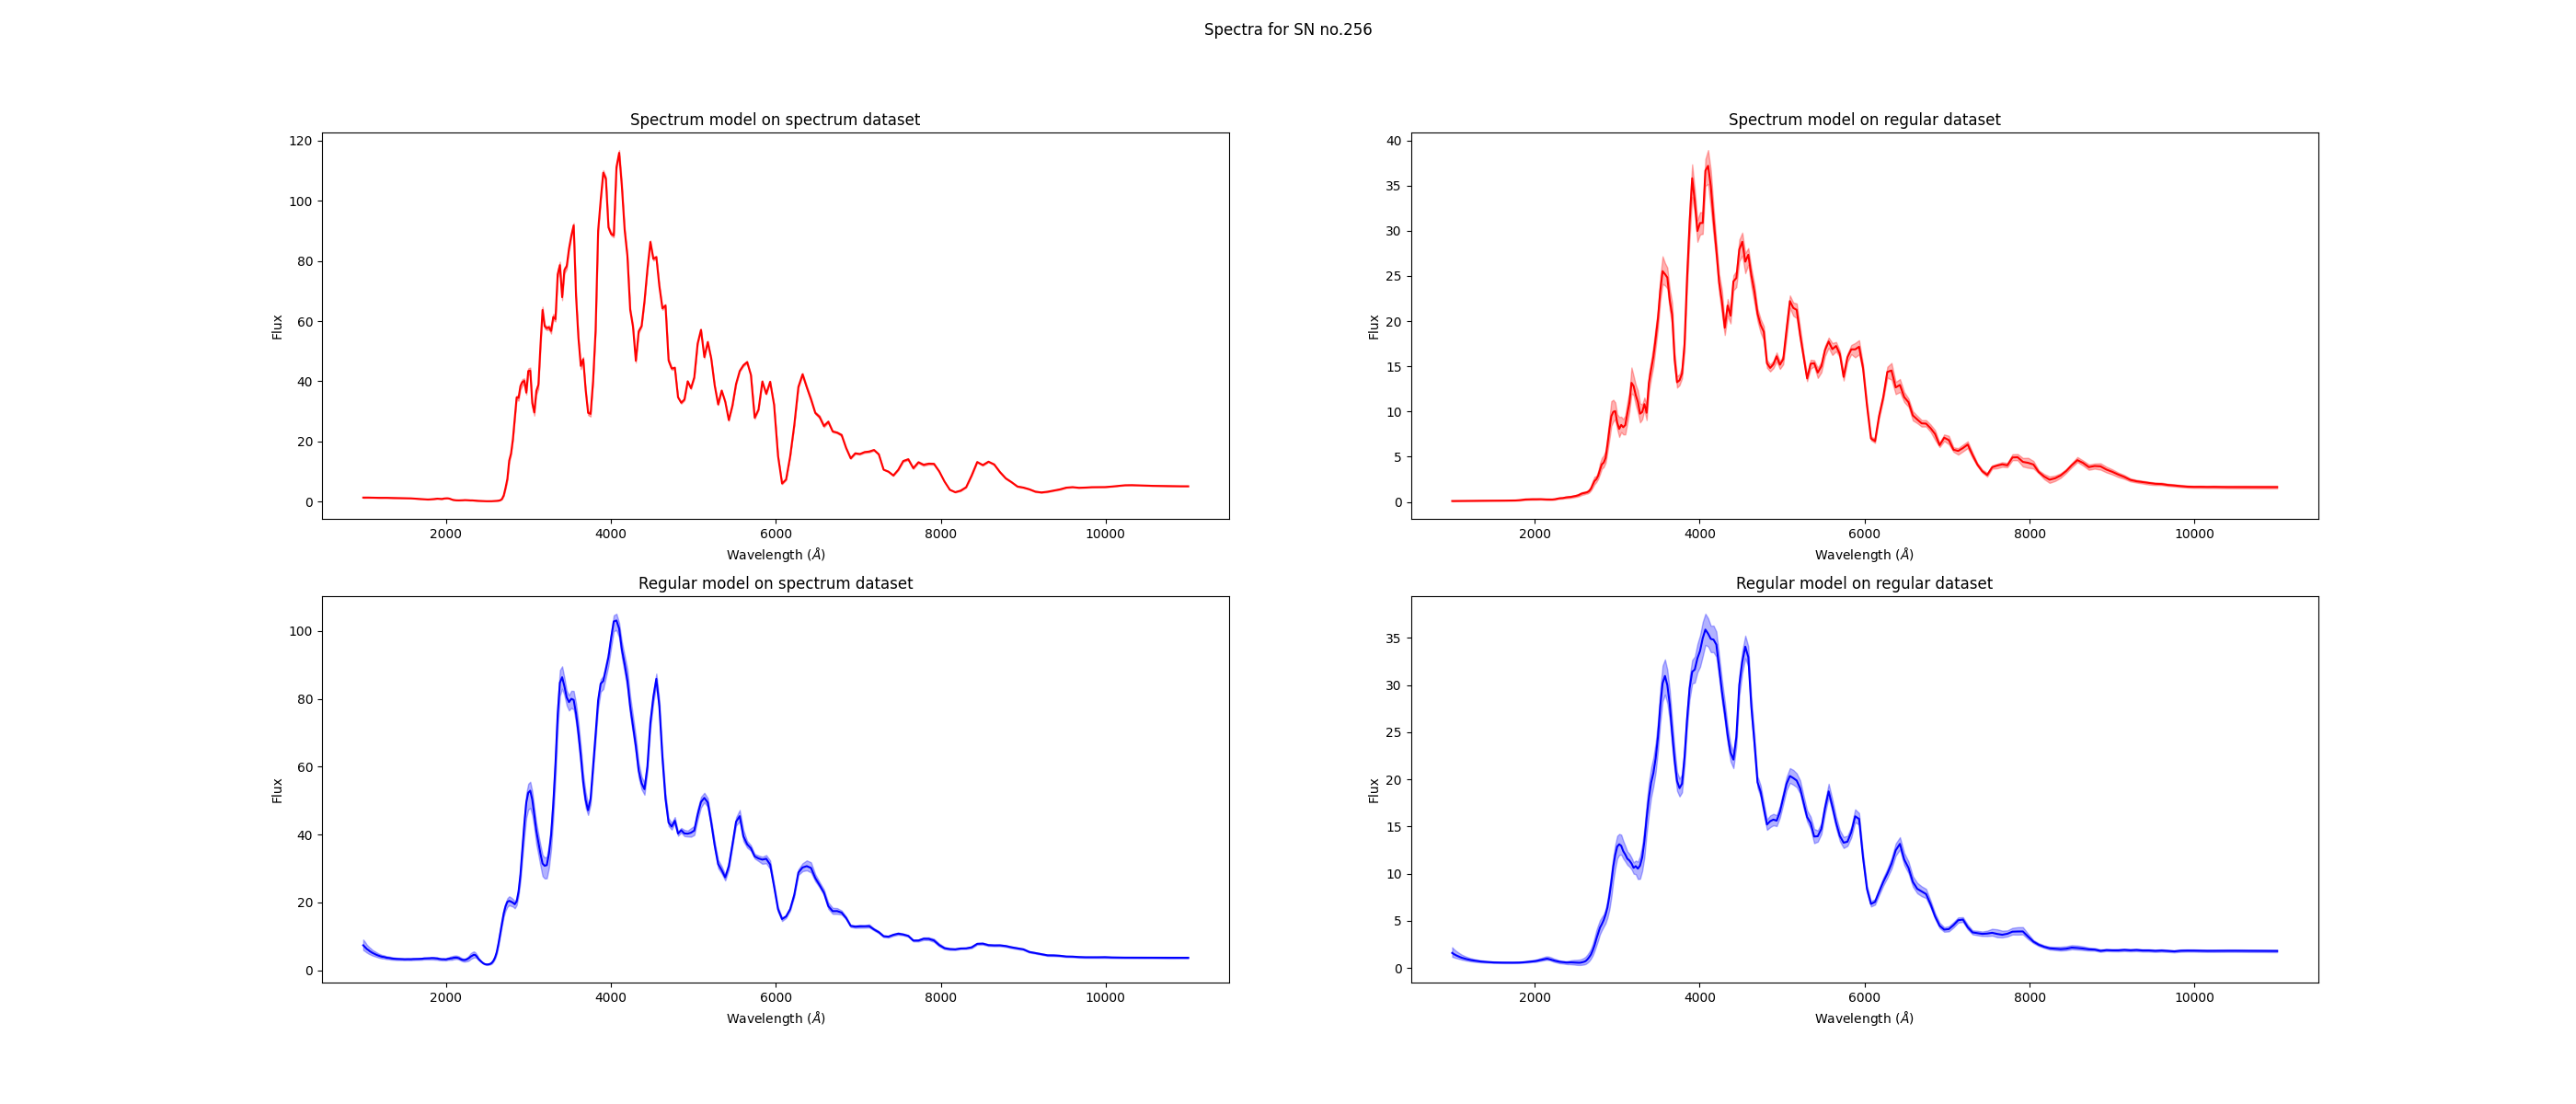 Spectra for SN no.256
Spectrum model on spectrum dataset
120
100
80
60
40
20
0
Flux
2000 4000 6000 8000 10000
Wavelength (Å)
Spectrum model on regular dataset
40
35
30
25
20
15
10
5
0
Flux
2000 4000 6000 8000 10000
Wavelength (Å)
Regular model on spectrum dataset
100
80
60
40
20
0
Flux
2000 4000 6000 8000 10000
Wavelength (Å)
Regular model on regular dataset
35
30
25
20
15
10
5
0
Flux
2000 4000 6000 8000 10000
Wavelength (Å)